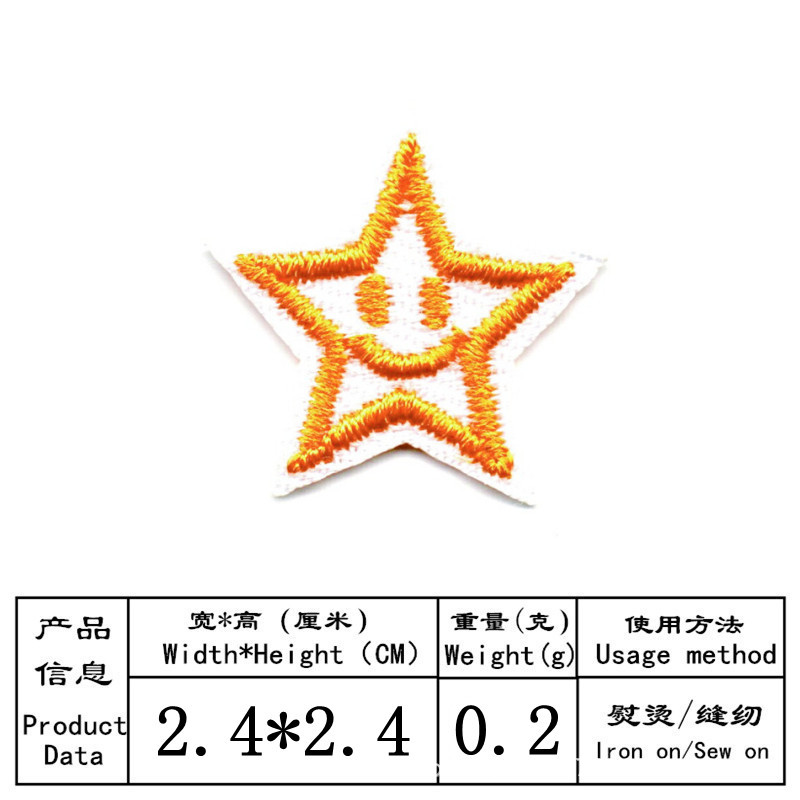 产品
信息
Product
Data
宽*高 (厘米)
Width*Height (CM)
2.4*2.4
重量(克)
Weight(g)
0.2
使用方法
Usage method
熨烫/缝纫
Iron on/Sew on